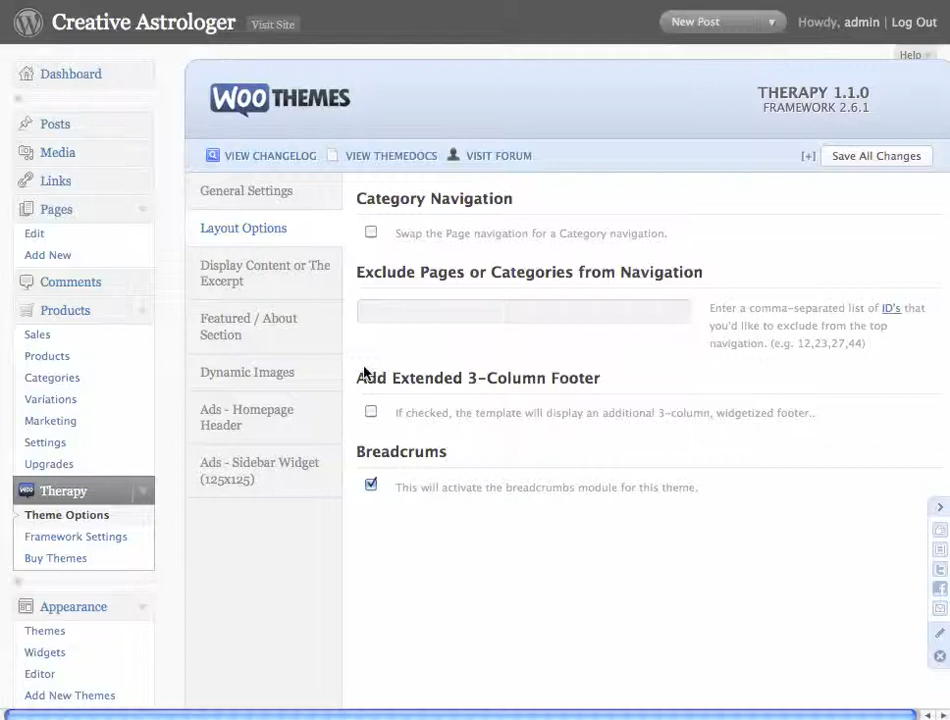 Creative Astrologer Visit Site
New Post Howdy, admin | Log Out
Help
Dashboard
Posts
Media
Links
Pages
Edit
Add New
Comments
Products
Sales
Products
Categories
Variations
Marketing
Settings
Upgrades
Therapy
Theme Options
Framework Settings
Buy Themes
Appearance
Themes
Widgets
Editor
Add New Themes
WOO THEMES
THERAPY 1.1.0
FRAMEWORK 2.6.1
VIEW CHANGELOG VIEW THEMEDOCS VISIT FORUM [+] Save All Changes
General Settings
Layout Options
Display Content or The
Excerpt
Featured / About
Section
Dynamic Images
Ads - Homepage
Header
Ads - Sidebar Widget
(125x125)
Category Navigation
Swap the Page navigation for a Category navigation.
Exclude Pages or Categories from Navigation
Enter a comma-separated list of ID's that
you'd like to exclude from the top
navigation. (e.g. 12,23,27,44)
Add Extended 3-Column Footer
If checked, the template will display an additional 3-column, widgetized footer..
Breadcrums
This will activate the breadcrumbs module for this theme.